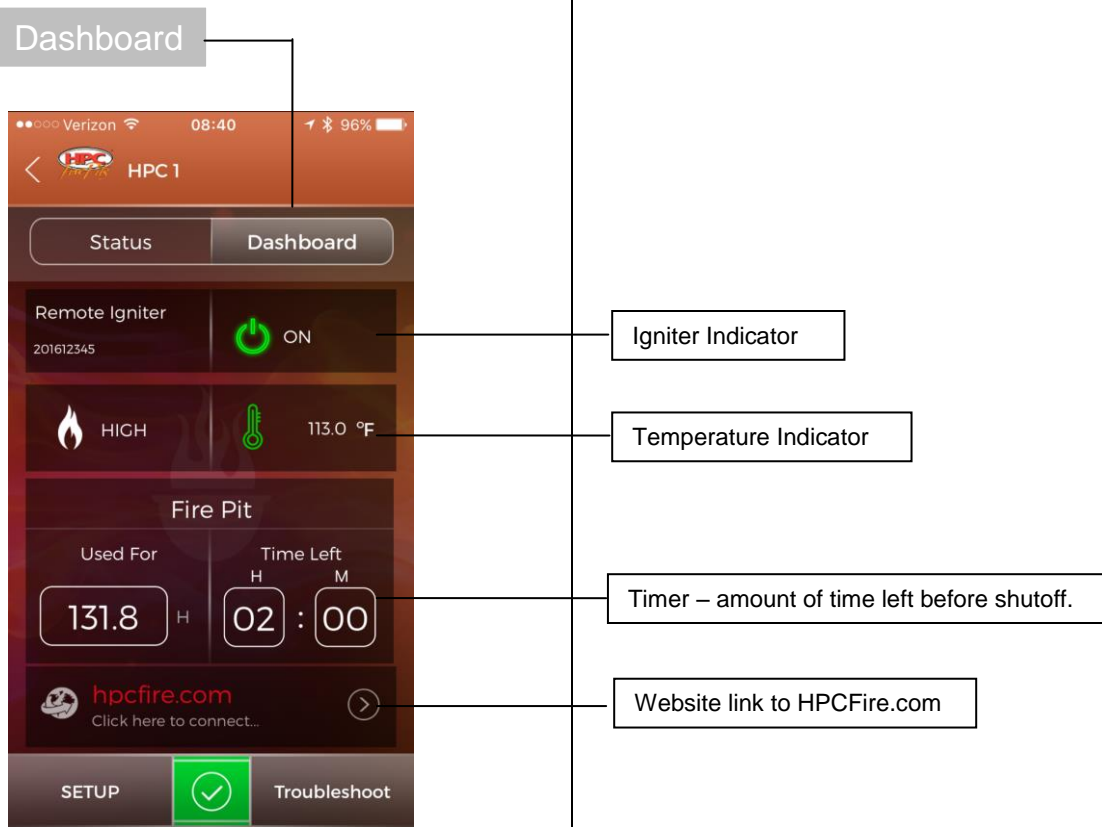 Dashboard
Verizon 08:40 96%
HPC HPC 1
Status Dashboard
Remote Igniter
201612345
ON
Igniter Indicator
HIGH
113.0 °F
Temperature Indicator
Fire Pit
Used For
Time Left
H M
131.8 H
02 : 00
Timer – amount of time left before shutoff.
hpcfire.com
Click here to connect...
Website link to HPCFire.com
SETUP Troubleshoot